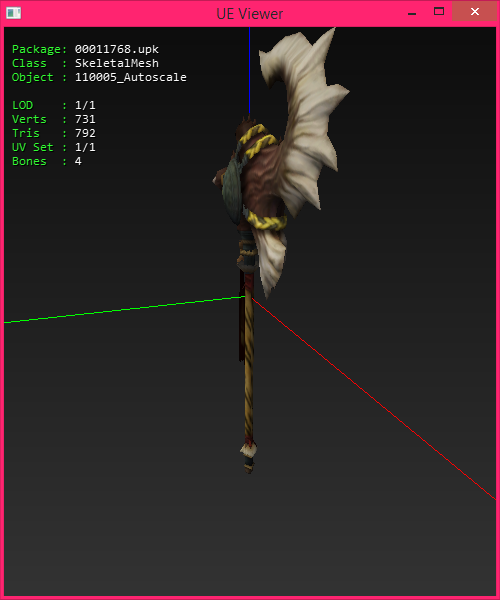 UE Viewer
Package: 00011768.upk
Class : SkeletalMesh
Object : 110005_Autoscale
LOD : 1/1
Verts : 731
Tris : 792
UV Set : 1/1
Bones : 4